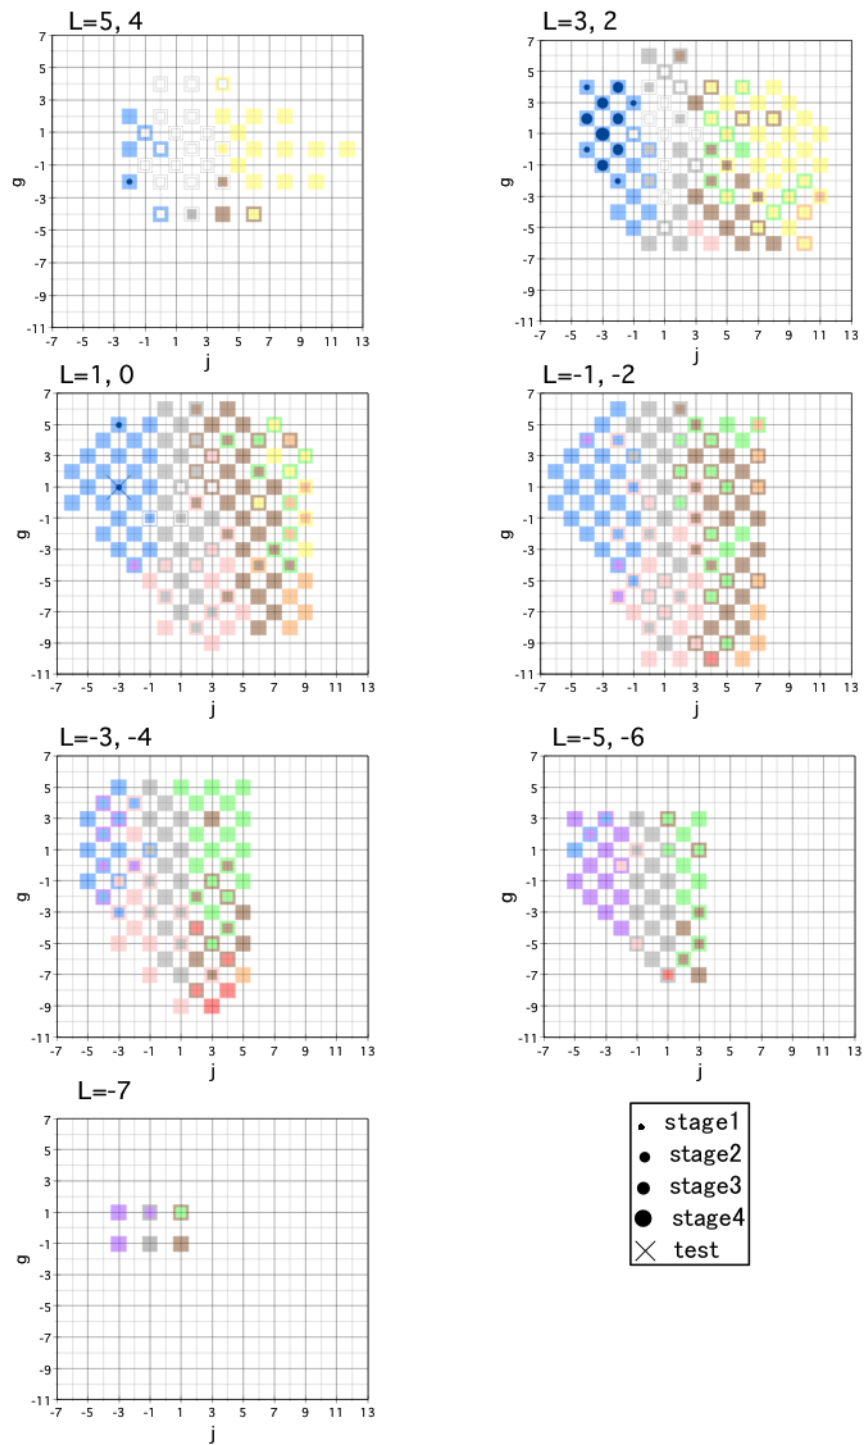 L=5, 4
L=3, 2
7
5
3
1
-1
-3
-5
-7
-9
-11
g
-7 -5 -3 -1 1 3 5 7 9 11 13
j
7
5
3
1
-1
-3
-5
-7
-9
-11
g
-7 -5 -3 -1 1 3 5 7 9 11 13
j
L=1, 0
L=-1, -2
7
5
3
1
-1
-3
-5
-7
-9
-11
g
-7 -5 -3 -1 1 3 5 7 9 11 13
j
7
5
3
1
-1
-3
-5
-7
-9
-11
g
-7 -5 -3 -1 1 3 5 7 9 11 13
j
L=-3, -4
L=-5, -6
7
5
3
1
-1
-3
-5
-7
-9
-11
g
-7 -5 -3 -1 1 3 5 7 9 11 13
j
7
5
3
1
-1
-3
-5
-7
-9
-11
g
-7 -5 -3 -1 1 3 5 7 9 11 13
j
L=-7
7
5
3
1
-1
-3
-5
-7
-9
-11
g
-7 -5 -3 -1 1 3 5 7 9 11 13
j
stage1
stage2
stage3
stage4
test